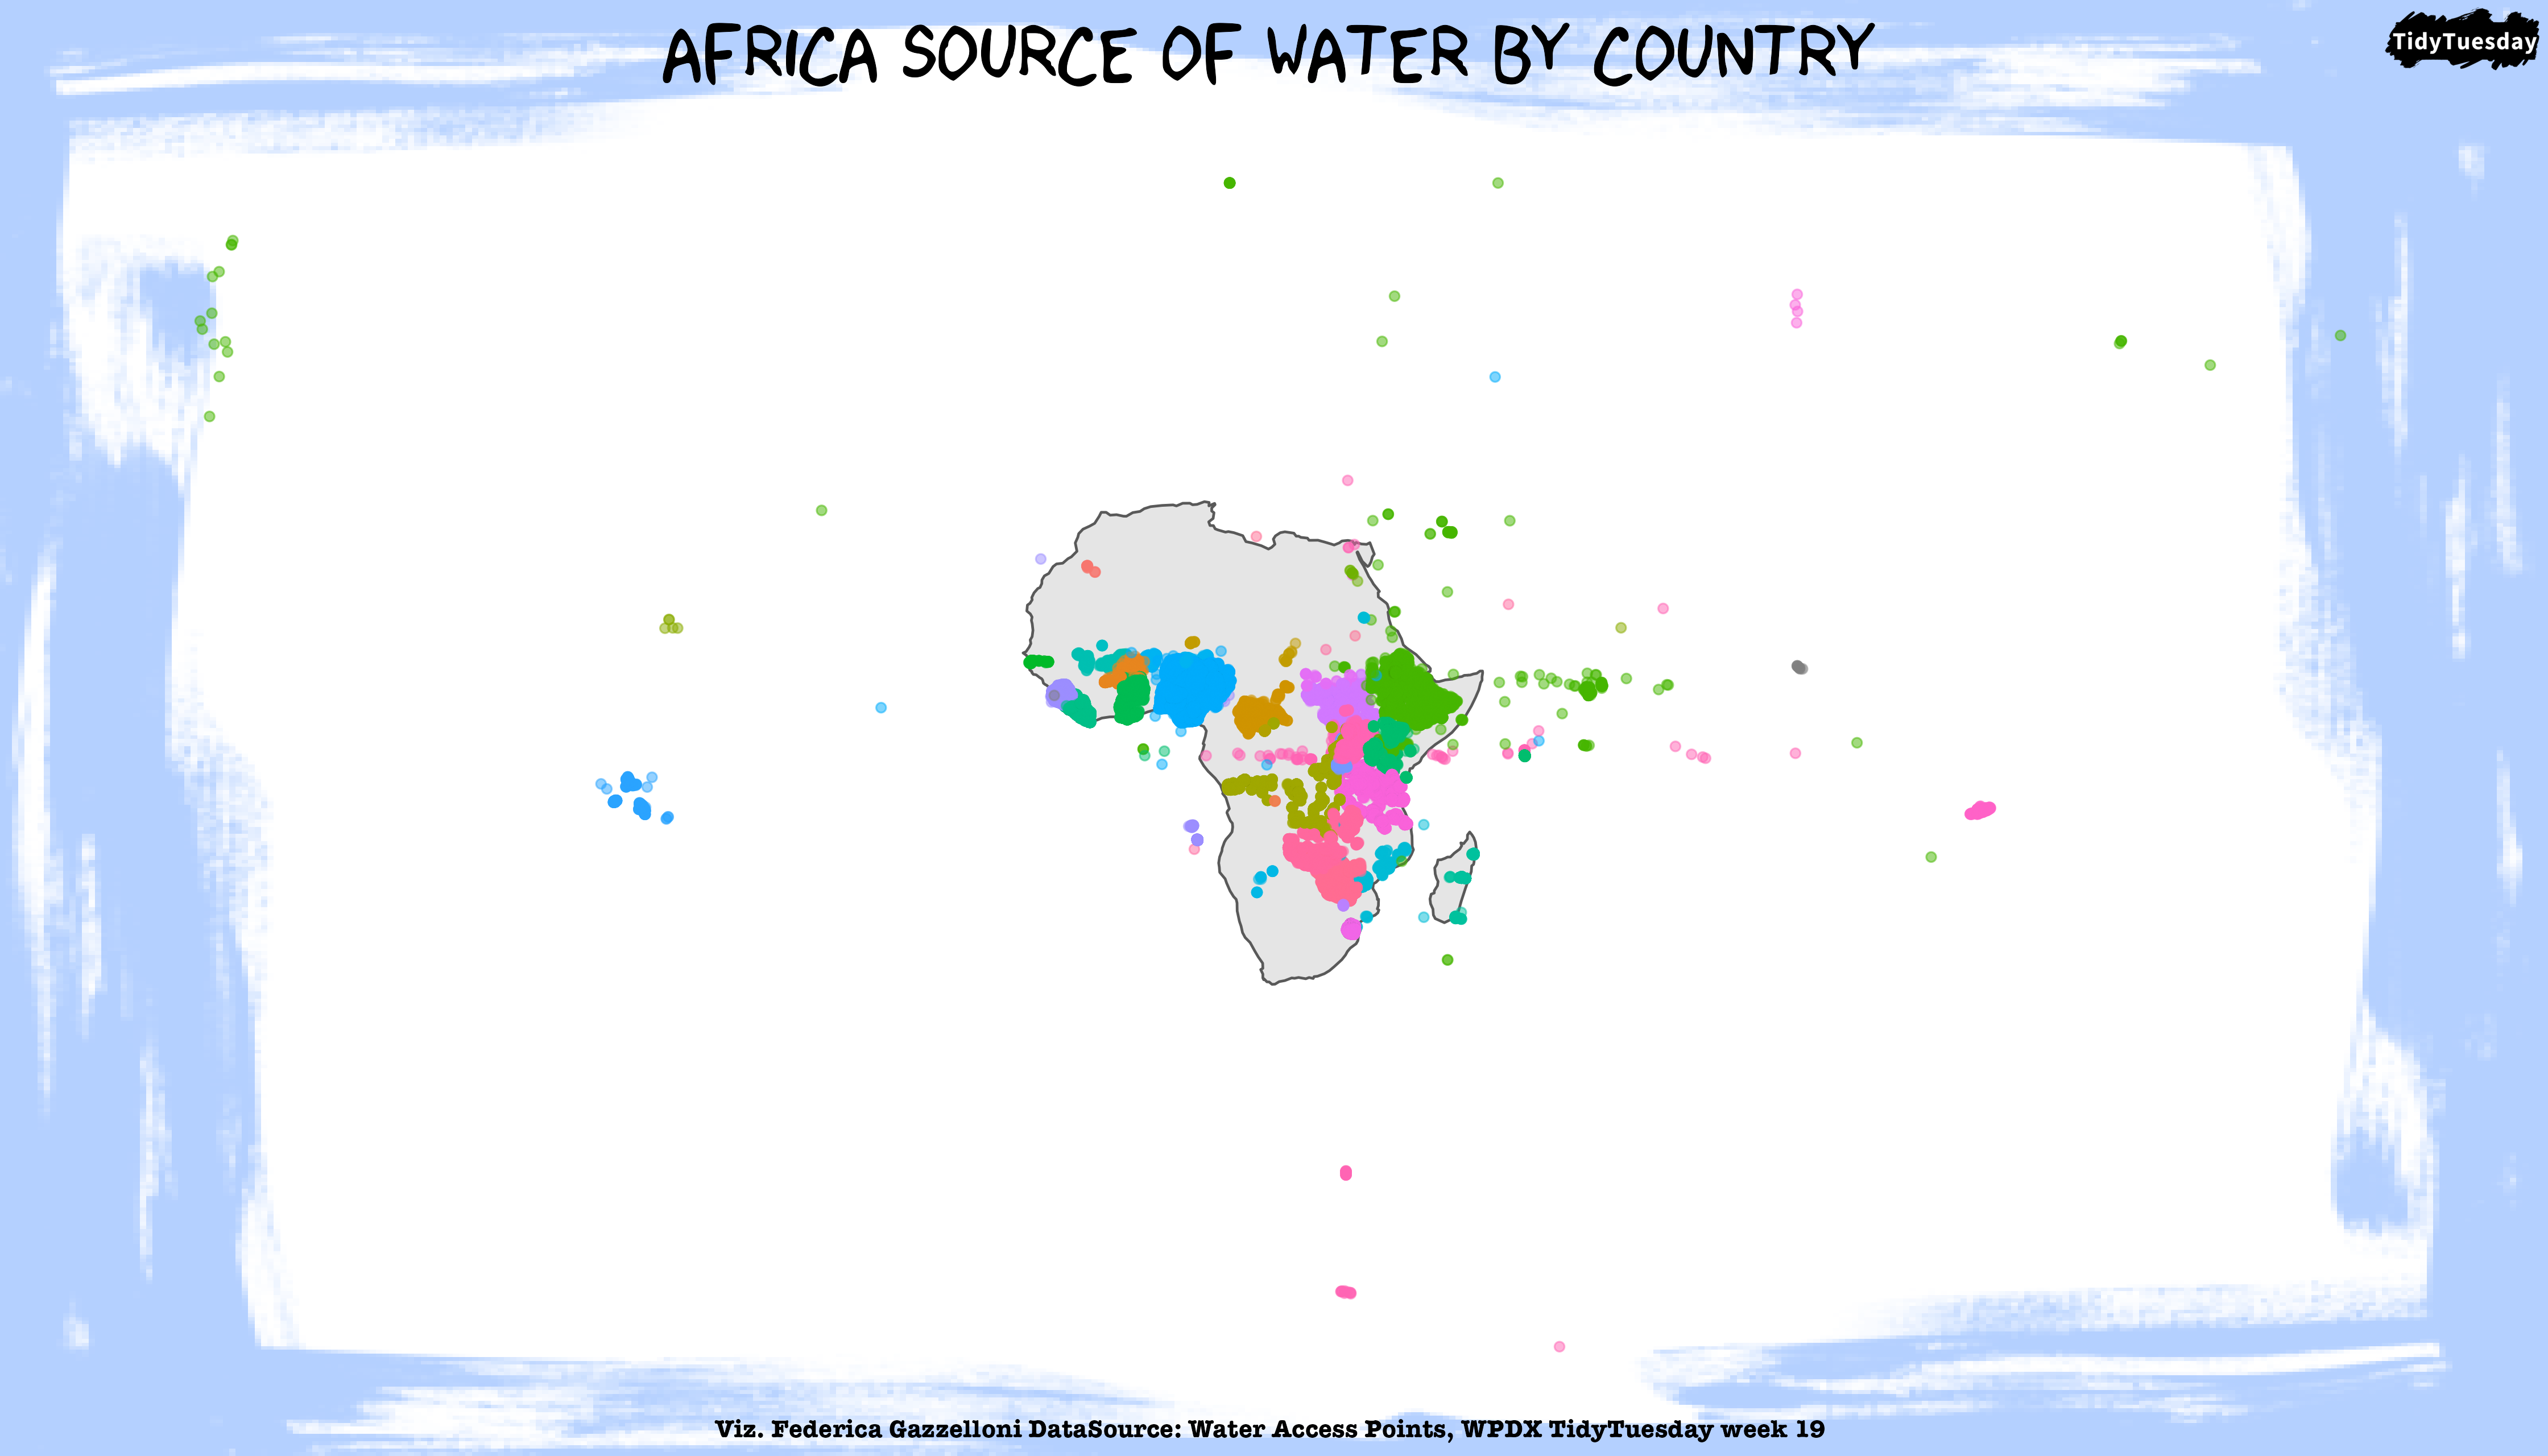 AFRICA SOURCE OF WATER BY COUNTRY
TidyTuesday
Viz. Federica Gazzelloni DataSource: Water Access Points, WPDX TidyTuesday week 19